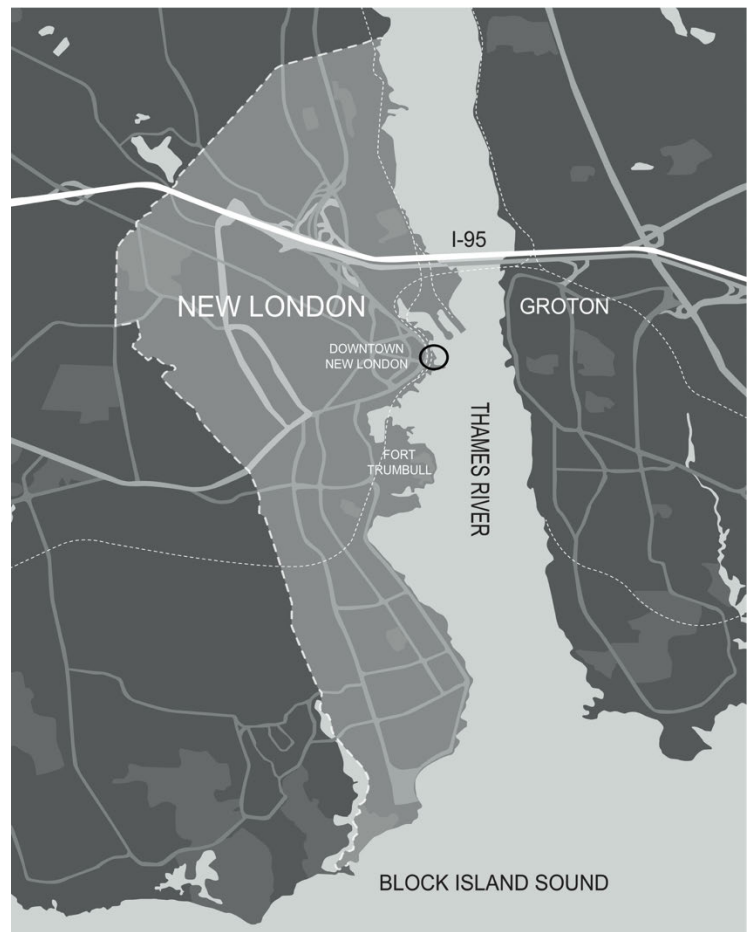 I-95
NEW LONDON
GROTON
DOWNTOWN
NEW LONDON
THAMES RIVER
FORT
TRUMBULL
BLOCK ISLAND SOUND